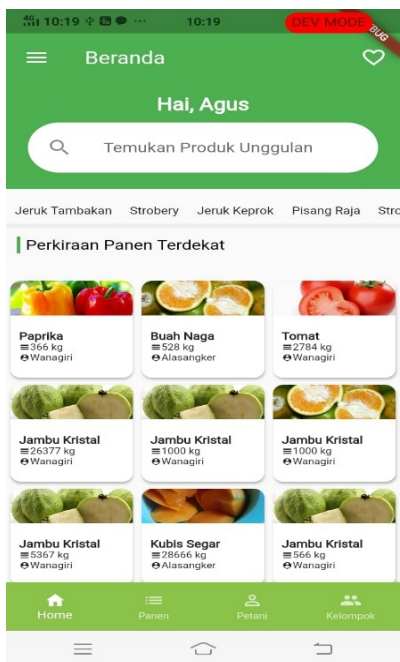 4G 10:19 ... 10:19 DEV MODE
BUG
Beranda
Hai, Agus
Temukan Produk Unggulan
Jeruk Tambakan Strobery Jeruk Keprok Pisang Raja Stro
Perkiraan Panen Terdekat
Paprika Buah Naga Tomat
366 kg 528 kg 2784 kg
Wanagiri Alasangker Wanagiri
Jambu Kristal Jambu Kristal Jambu Kristal
26377 kg 1000 kg 1000 kg
Wanagiri Wanagiri Wanagiri
Jambu Kristal Kubis Segar Jambu Kristal
5367 kg 28666 kg 566 kg
Wanagiri Alasangker Wanagiri
Home Panen Petani Kelompok